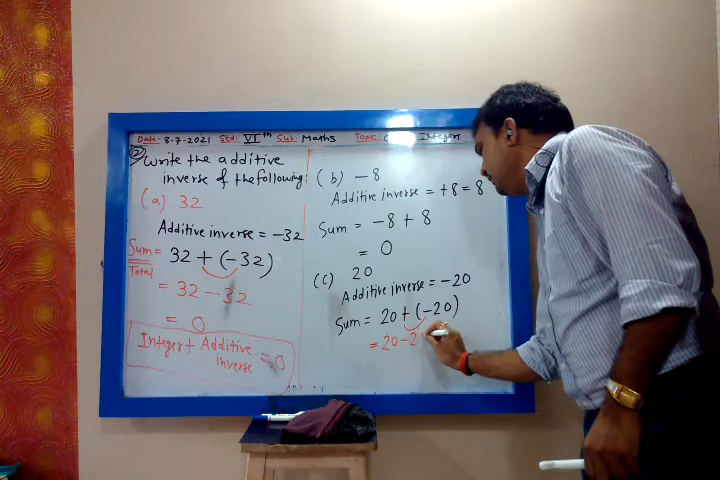 Date: 8-7-2021 Std: VIth Sub: Maths Topic: Integers
② Write the additive
inverse of the following
(a) 32
Additive inverse = -32
Sum = 32 + (-32)
Total
= 32 - 32
= 0
Integer + Additive
inverse = 0
(b) -8
Additive inverse = +8 = 8
Sum = -8 + 8
= 0
(c) 20
Additive inverse = -20
Sum = 20 + (-20)
= 20 - 2